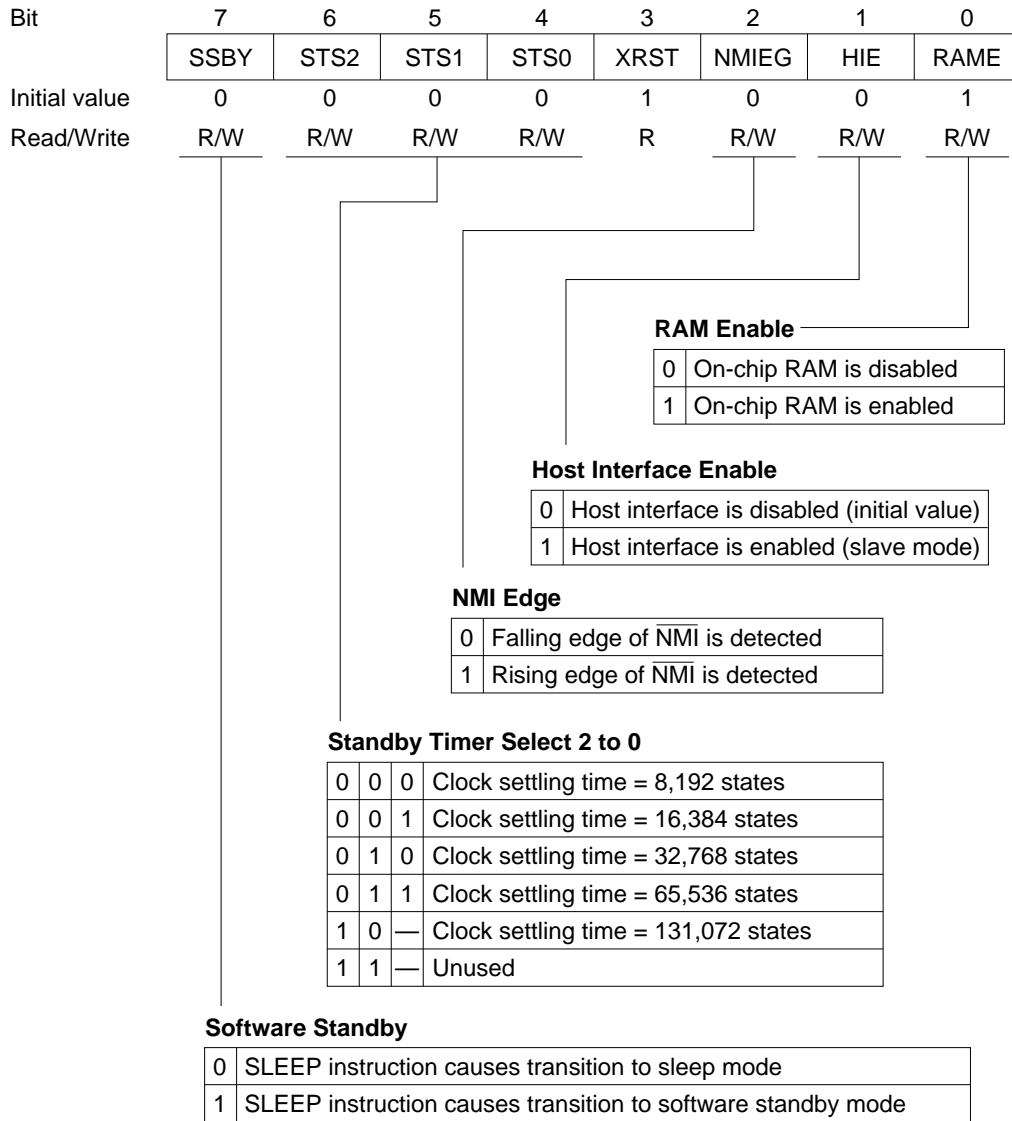 Bit 7 6 5 4 3 2 1 0
SSBY STS2 STS1 STS0 XRST NMIEG HIE RAME
Initial value 0 0 0 0 1 0 0 1
Read/Write R/W R/W R/W R/W R R/W R/W R/W
RAM Enable
0 On-chip RAM is disabled
1 On-chip RAM is enabled
Host Interface Enable
0 Host interface is disabled (initial value)
1 Host interface is enabled (slave mode)
NMI Edge
0 Falling edge of N̅M̅I̅ is detected
1 Rising edge of N̅M̅I̅ is detected
Standby Timer Select 2 to 0
0 0 0 Clock settling time = 8,192 states
0 0 1 Clock settling time = 16,384 states
0 1 0 Clock settling time = 32,768 states
0 1 1 Clock settling time = 65,536 states
1 0 — Clock settling time = 131,072 states
1 1 — Unused
Software Standby
0 SLEEP instruction causes transition to sleep mode
1 SLEEP instruction causes transition to software standby mode